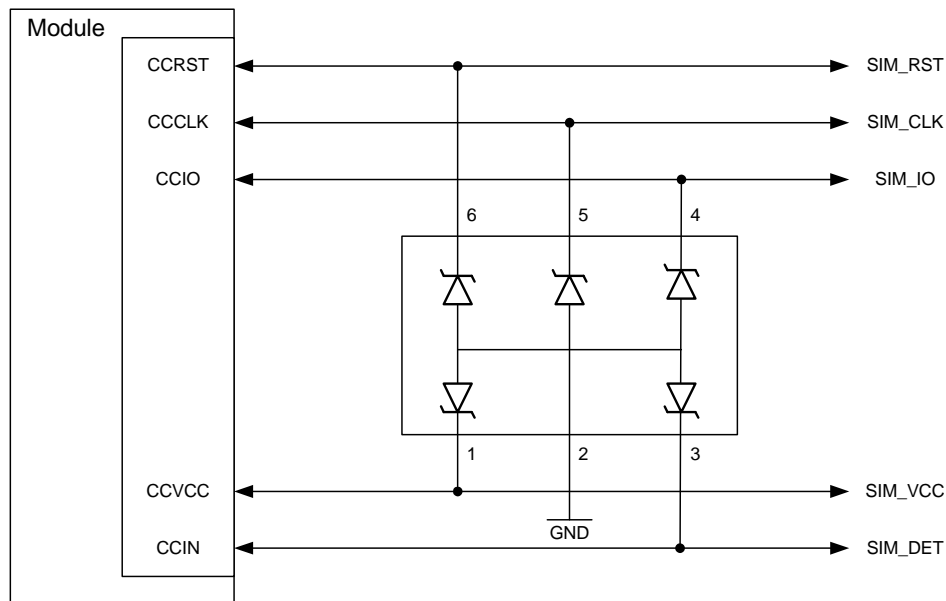 Module
CCRST
SIM_RST
CCCLK
SIM_CLK
CCIO
SIM_IO
6
5
4
1
2
3
CCVCC
SIM_VCC
GND
CCIN
SIM_DET